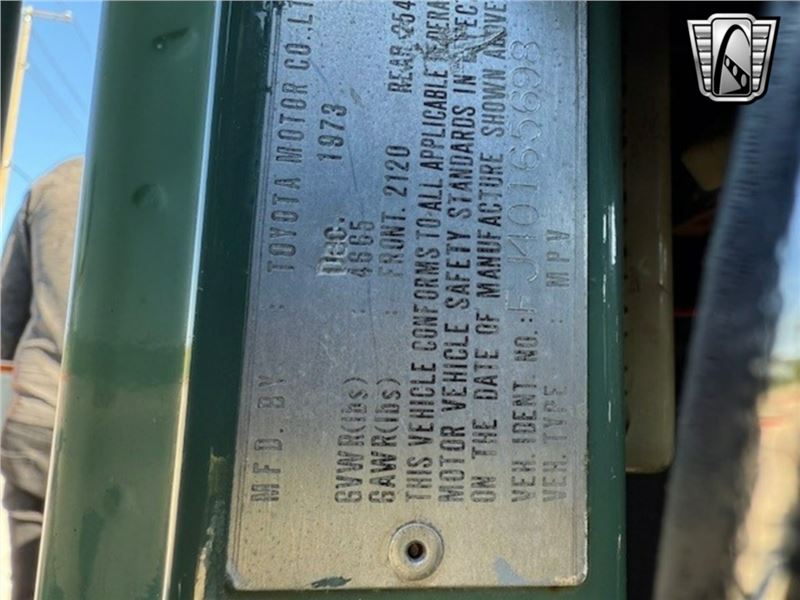 MFD. BY : TOYOTA MOTOR CO.,LT
DEC. 1973
GVWR(lbs) : 4665
GAWR(lbs) : FRONT. 2120 REAR 254
THIS VEHICLE CONFORMS TO ALL APPLICABLE FEDERA
MOTOR VEHICLE SAFETY STANDARDS IN EFFECT
ON THE DATE OF MANUFACTURE SHOWN ABOVE
VEH. IDENT. NO.: FJ40165698
VEH. TYPE : MPV